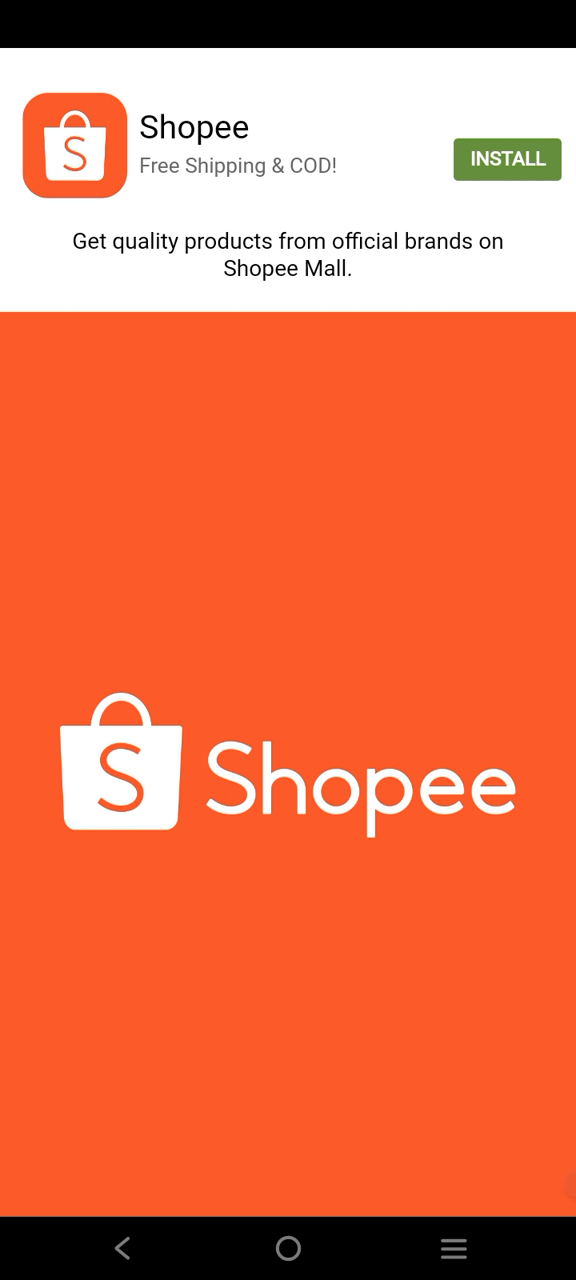 Shopee
Free Shipping & COD!
INSTALL
Get quality products from official brands on
Shopee Mall.
S Shopee